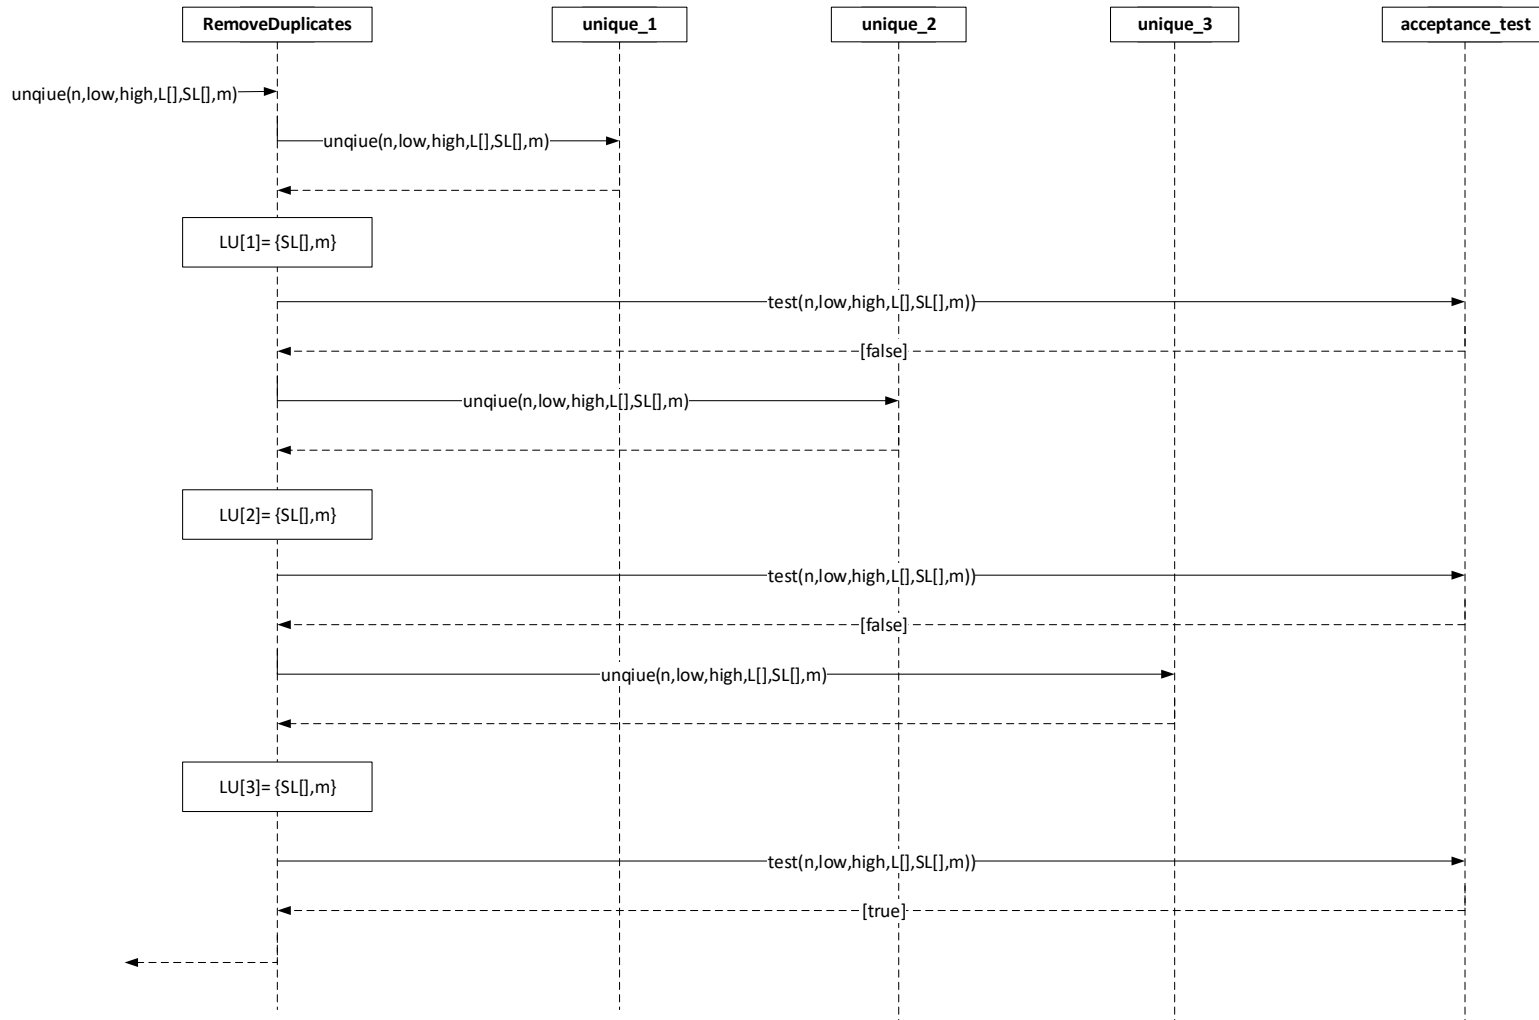 RemoveDuplicates unique_1 unique_2 unique_3 acceptance_test
unqiue(n,low,high,L[],SL[],m)
unqiue(n,low,high,L[],SL[],m)
LU[1]= {SL[],m}
test(n,low,high,L[],SL[],m))
[false]
unqiue(n,low,high,L[],SL[],m)
LU[2]= {SL[],m}
test(n,low,high,L[],SL[],m))
[false]
unqiue(n,low,high,L[],SL[],m)
LU[3]= {SL[],m}
test(n,low,high,L[],SL[],m))
[true]